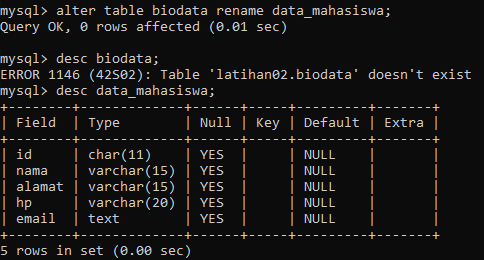 mysql> alter table biodata rename data_mahasiswa;
Query OK, 0 rows affected (0.01 sec)

mysql> desc biodata;
ERROR 1146 (42S02): Table 'latihan02.biodata' doesn't exist
mysql> desc data_mahasiswa;
+--------+-------------+------+-----+---------+-------+
| Field  | Type        | Null | Key | Default | Extra |
+--------+-------------+------+-----+---------+-------+
| id     | char(11)    | YES  |     | NULL    |       |
| nama   | varchar(15) | YES  |     | NULL    |       |
| alamat | varchar(15) | YES  |     | NULL    |       |
| hp     | varchar(20) | YES  |     | NULL    |       |
| email  | text        | YES  |     | NULL    |       |
+--------+-------------+------+-----+---------+-------+
5 rows in set (0.00 sec)